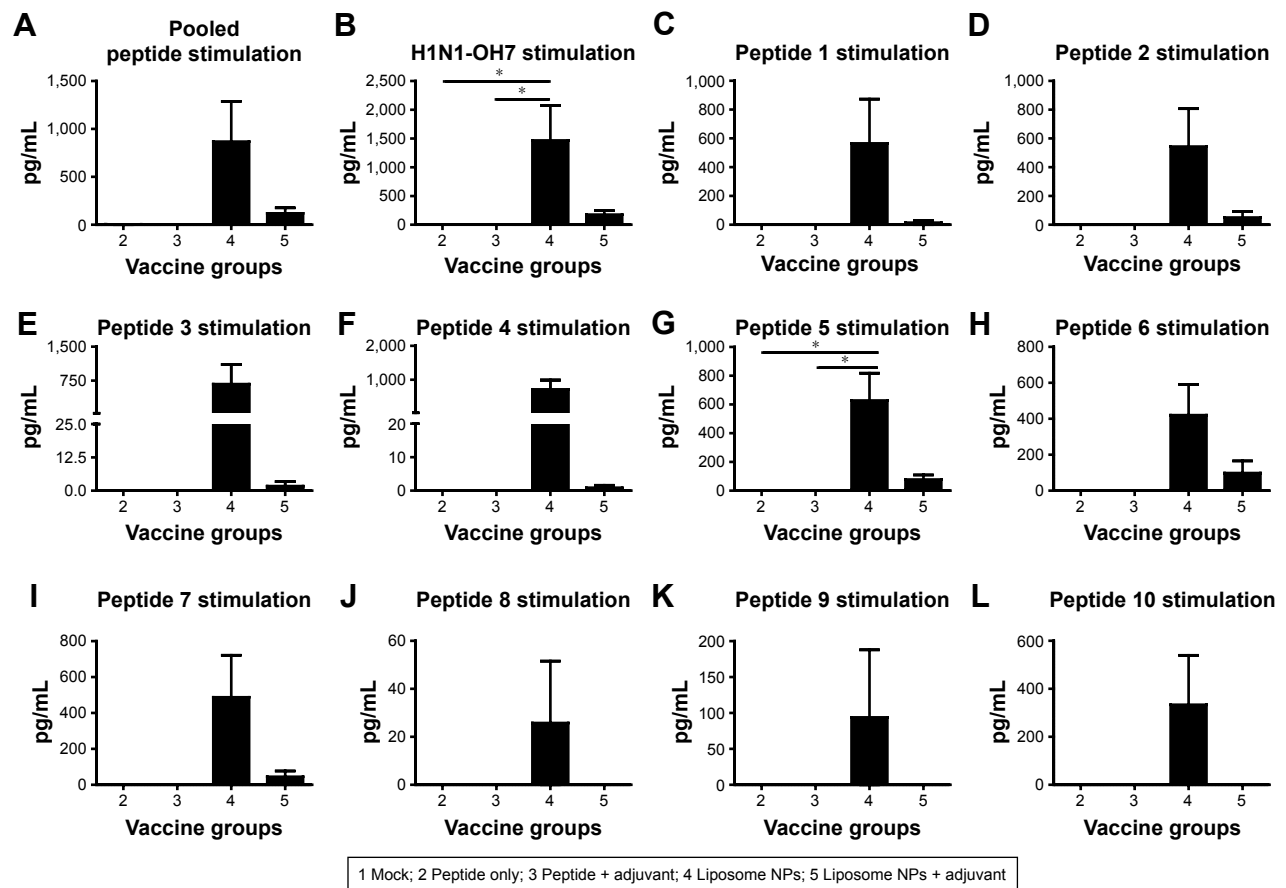 A
Pooled
peptide stimulation
1,500
1,000
500
0
pg/mL
2 3 4 5
Vaccine groups
B
H1N1-OH7 stimulation
* 
*
2,500
2,000
1,500
1,000
500
0
pg/mL
2 3 4 5
Vaccine groups
C
Peptide 1 stimulation
1,000
800
600
400
200
0
pg/mL
2 3 4 5
Vaccine groups
D
Peptide 2 stimulation
1,000
800
600
400
200
0
pg/mL
2 3 4 5
Vaccine groups
E
Peptide 3 stimulation
1,500
750
25.0
12.5
0.0
pg/mL
2 3 4 5
Vaccine groups
F
Peptide 4 stimulation
2,000
1,000
20
10
0
pg/mL
2 3 4 5
Vaccine groups
G
Peptide 5 stimulation
*
*
1,000
800
600
400
200
0
pg/mL
2 3 4 5
Vaccine groups
H
Peptide 6 stimulation
800
600
400
200
0
pg/mL
2 3 4 5
Vaccine groups
I
Peptide 7 stimulation
800
600
400
200
0
pg/mL
2 3 4 5
Vaccine groups
J
Peptide 8 stimulation
60
40
20
0
pg/mL
2 3 4 5
Vaccine groups
K
Peptide 9 stimulation
200
150
100
50
0
pg/mL
2 3 4 5
Vaccine groups
L
Peptide 10 stimulation
600
400
200
0
pg/mL
2 3 4 5
Vaccine groups
1 Mock; 2 Peptide only; 3 Peptide + adjuvant; 4 Liposome NPs; 5 Liposome NPs + adjuvant